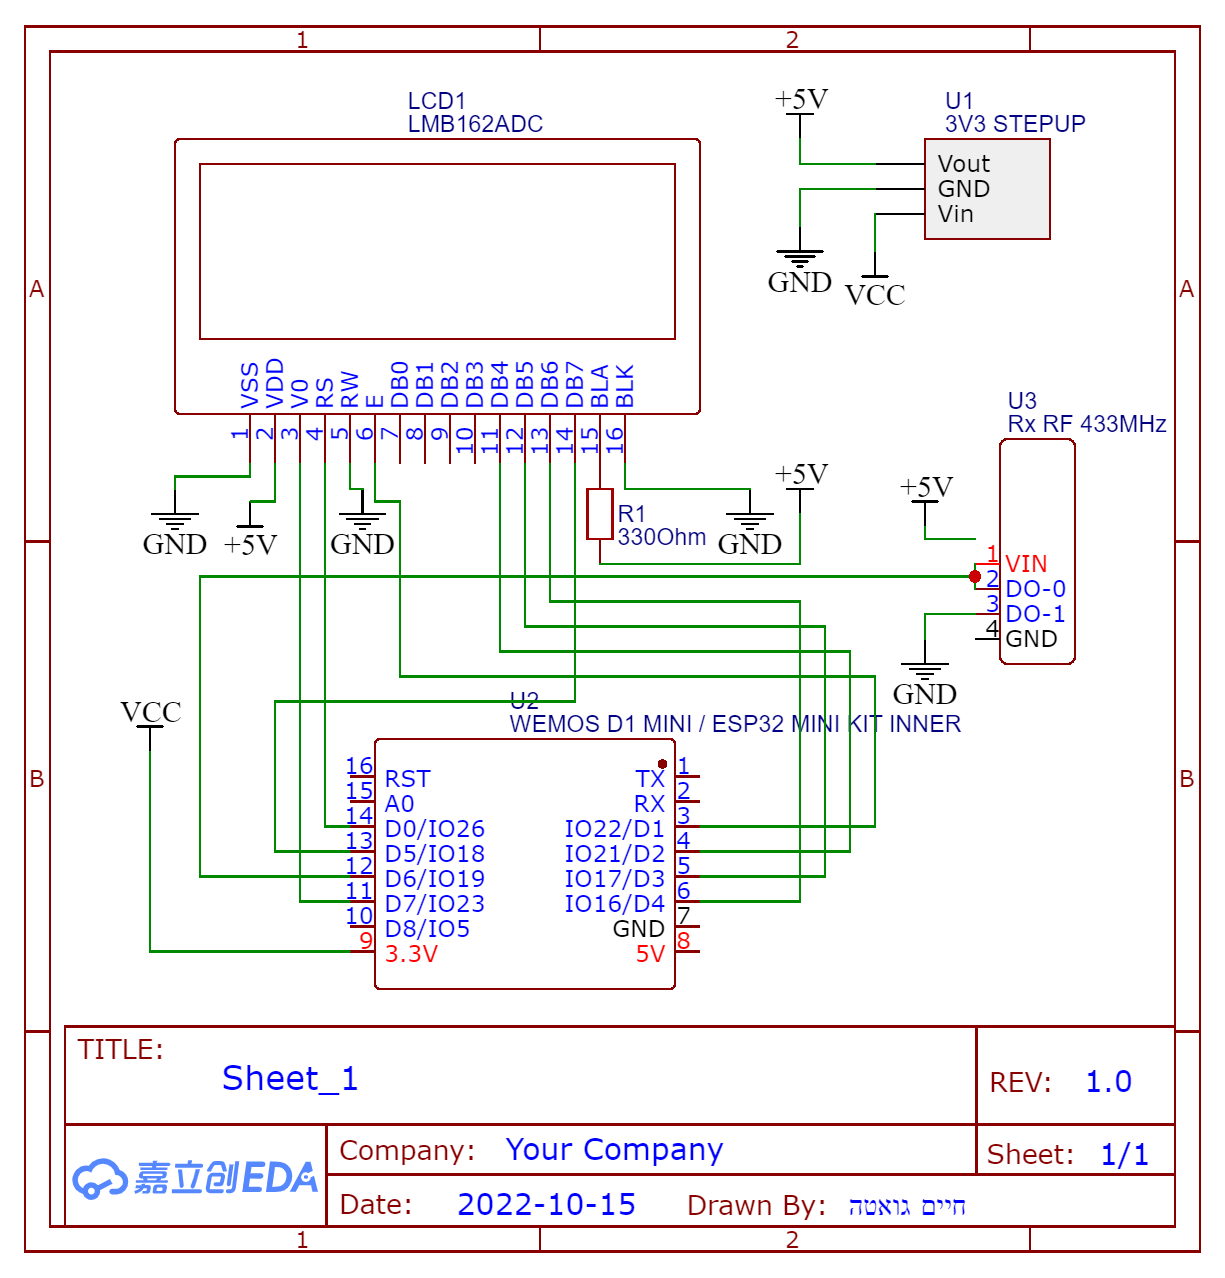 1
2
A
A
B
B
LCD1
LMB162ADC
VSS
VDD
V0
RS
RW
E
DB0
DB1
DB2
DB3
DB4
DB5
DB6
DB7
BLA
BLK
1
2
3
4
5
6
7
8
9
10
11
12
13
14
15
16
+5V
U1
3V3 STEPUP
Vout
GND
Vin
GND
VCC
GND
+5V
GND
R1
330Ohm
+5V
GND
U3
Rx RF 433MHz
+5V
1 VIN
2 DO-0
3 DO-1
4 GND
GND
VCC
U2
WEMOS D1 MINI / ESP32 MINI KIT INNER
16 RST
15 A0
14 D0/IO26
13 D5/IO18
12 D6/IO19
11 D7/IO23
10 D8/IO5
9 3.3V
TX 1
RX 2
IO22/D1 3
IO21/D2 4
IO17/D3 5
IO16/D4 6
GND 7
5V 8
TITLE:
Sheet_1
REV: 1.0
嘉立创EDA
Company: Your Company
Sheet: 1/1
Date: 2022-10-15
Drawn By: חיים גואטה
1
2